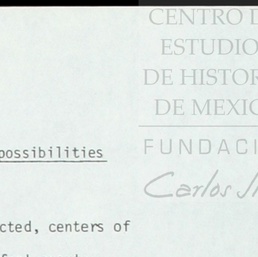 CENTRO D
ESTUDIO
DE HISTOR
DE MEXIC
FUNDACI
Carlos
possibilities
cted, centers of